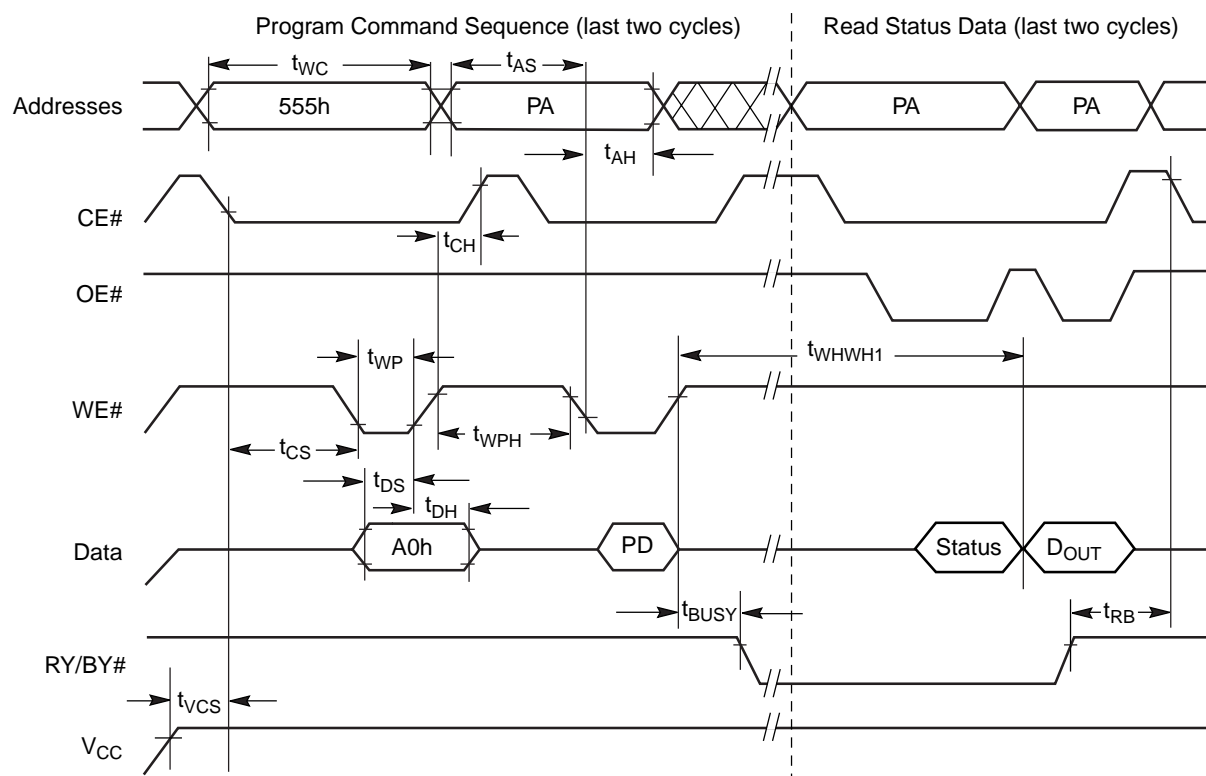 Program Command Sequence (last two cycles)
Read Status Data (last two cycles)
tWC
tAS
Addresses
555h
PA
PA
PA
tAH
CE#
tCH
OE#
tWP
tWHWH1
WE#
tCS
tWPH
tDS
tDH
Data
A0h
PD
Status
DOUT
tBUSY
tRB
RY/BY#
tVCS
VCC